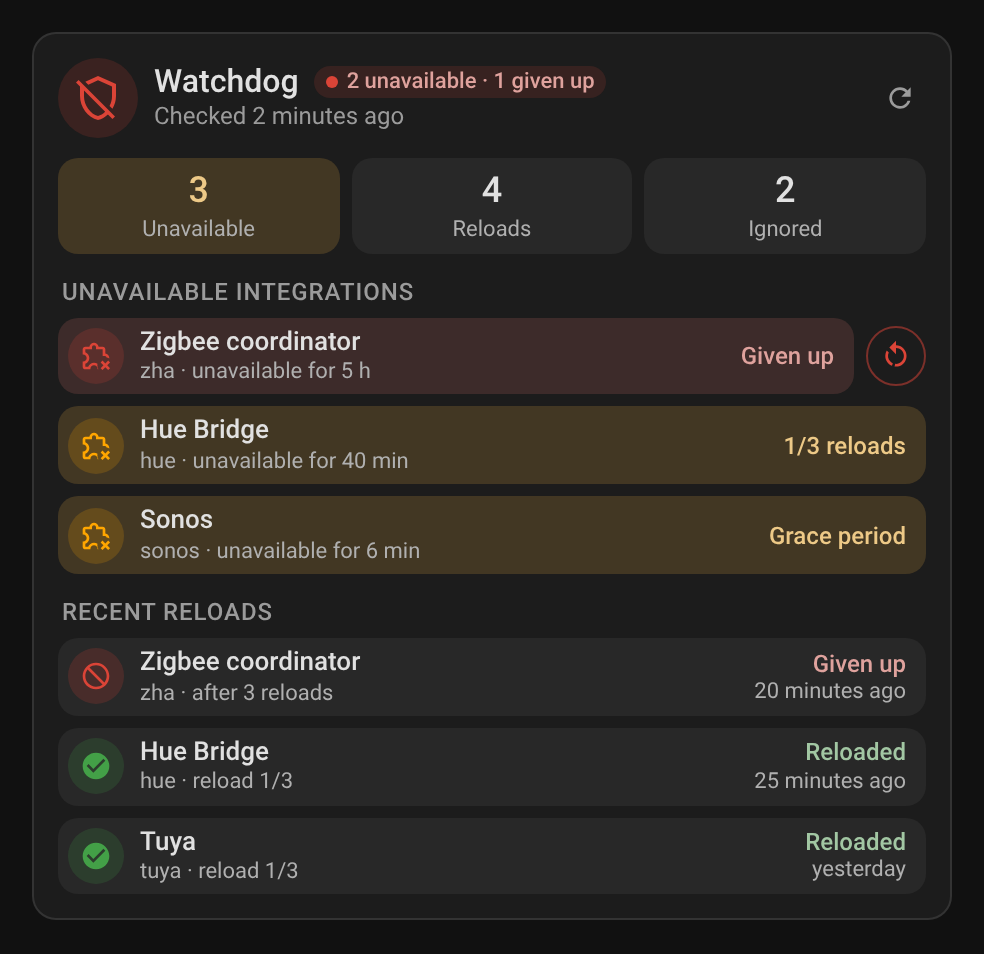 Watchdog
2 unavailable · 1 given up
Checked 2 minutes ago
3
Unavailable
4
Reloads
2
Ignored
UNAVAILABLE INTEGRATIONS
Zigbee coordinator
zha · unavailable for 5 h
Given up
Hue Bridge
hue · unavailable for 40 min
1/3 reloads
Sonos
sonos · unavailable for 6 min
Grace period
RECENT RELOADS
Zigbee coordinator
zha · after 3 reloads
Given up
20 minutes ago
Hue Bridge
hue · reload 1/3
Reloaded
25 minutes ago
Tuya
tuya · reload 1/3
Reloaded
yesterday